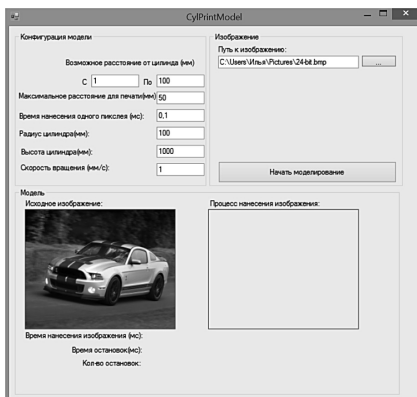 CylPrintModel
Конфигурация модели
Возможное расстояние от цилинда (мм)
С 1 По 100
Максимальное расстояние для печати(мм) 50
Время нанесения одного пикслея (мс): 0,1
Радиус цилиндра(мм): 100
Высота цилиндра(мм): 1000
Скорость вращения (мм/с): 1
Изображение
Путь к изображению:
C:\Users\Илья\Pictures\24-bit.bmp ...
Начать моделирование
Модель
Исходное изображение:
Процесс нанесения изображения:
Время нанесения изображения (мс):
Время остановок(мс):
Кол-во остановок: